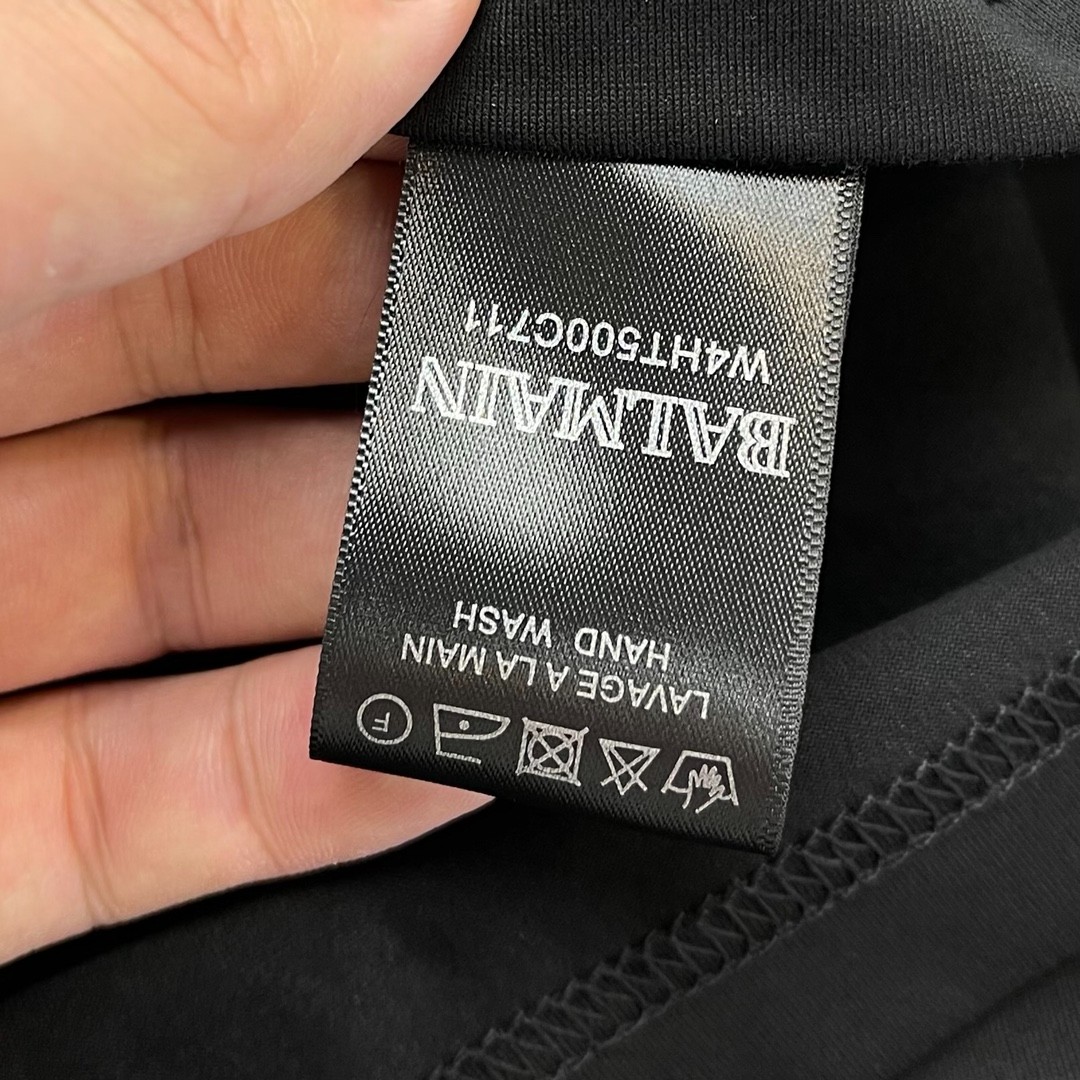 W4HT500C711
BALMAIN
HAND WASH
LAVAGE A LA MAIN
F